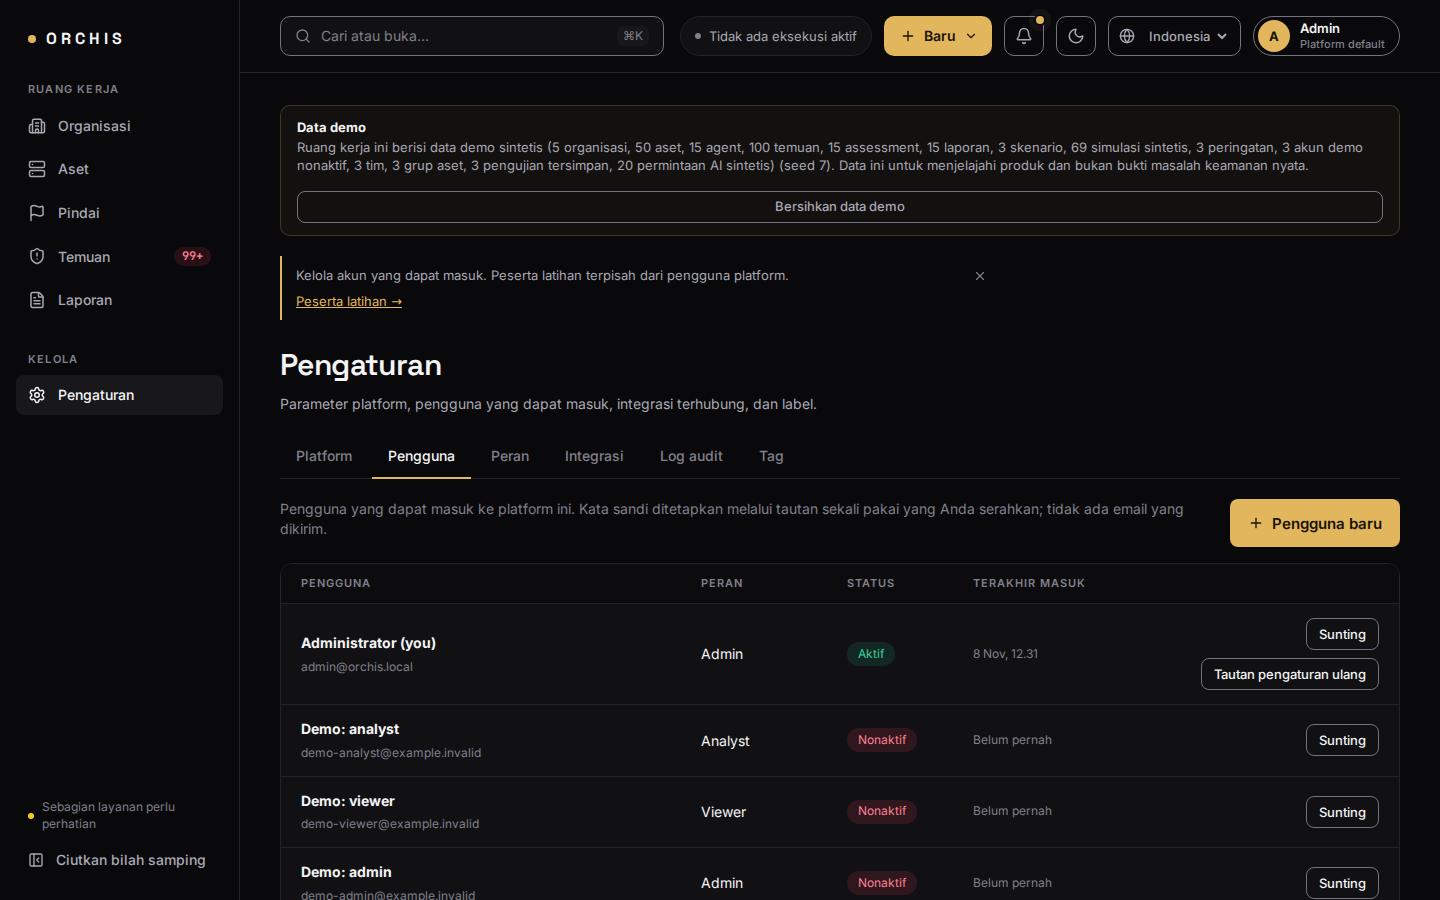 ORCHIS
Cari atau buka...
⌘K
Tidak ada eksekusi aktif
Baru
Indonesia
A
Admin
Platform default
RUANG KERJA
Organisasi
Aset
Pindai
Temuan
99+
Laporan
KELOLA
Pengaturan
Sebagian layanan perlu
perhatian
Ciutkan bilah samping
Data demo
Ruang kerja ini berisi data demo sintetis (5 organisasi, 50 aset, 15 agent, 100 temuan, 15 assessment, 15 laporan, 3 skenario, 69 simulasi sintetis, 3 peringatan, 3 akun demo
nonaktif, 3 tim, 3 grup aset, 3 pengujian tersimpan, 20 permintaan AI sintetis) (seed 7). Data ini untuk menjelajahi produk dan bukan bukti masalah keamanan nyata.
Bersihkan data demo
Kelola akun yang dapat masuk. Peserta latihan terpisah dari pengguna platform.
Peserta latihan →
Pengaturan
Parameter platform, pengguna yang dapat masuk, integrasi terhubung, dan label.
Platform
Pengguna
Peran
Integrasi
Log audit
Tag
Pengguna yang dapat masuk ke platform ini. Kata sandi ditetapkan melalui tautan sekali pakai yang Anda serahkan; tidak ada email yang
dikirim.
Pengguna baru
PENGGUNA
PERAN
STATUS
TERAKHIR MASUK
Administrator (you)
admin@orchis.local
Admin
Aktif
8 Nov, 12.31
Sunting
Tautan pengaturan ulang
Demo: analyst
demo-analyst@example.invalid
Analyst
Nonaktif
Belum pernah
Sunting
Demo: viewer
demo-viewer@example.invalid
Viewer
Nonaktif
Belum pernah
Sunting
Demo: admin
demo-admin@example.invalid
Admin
Nonaktif
Belum pernah
Sunting